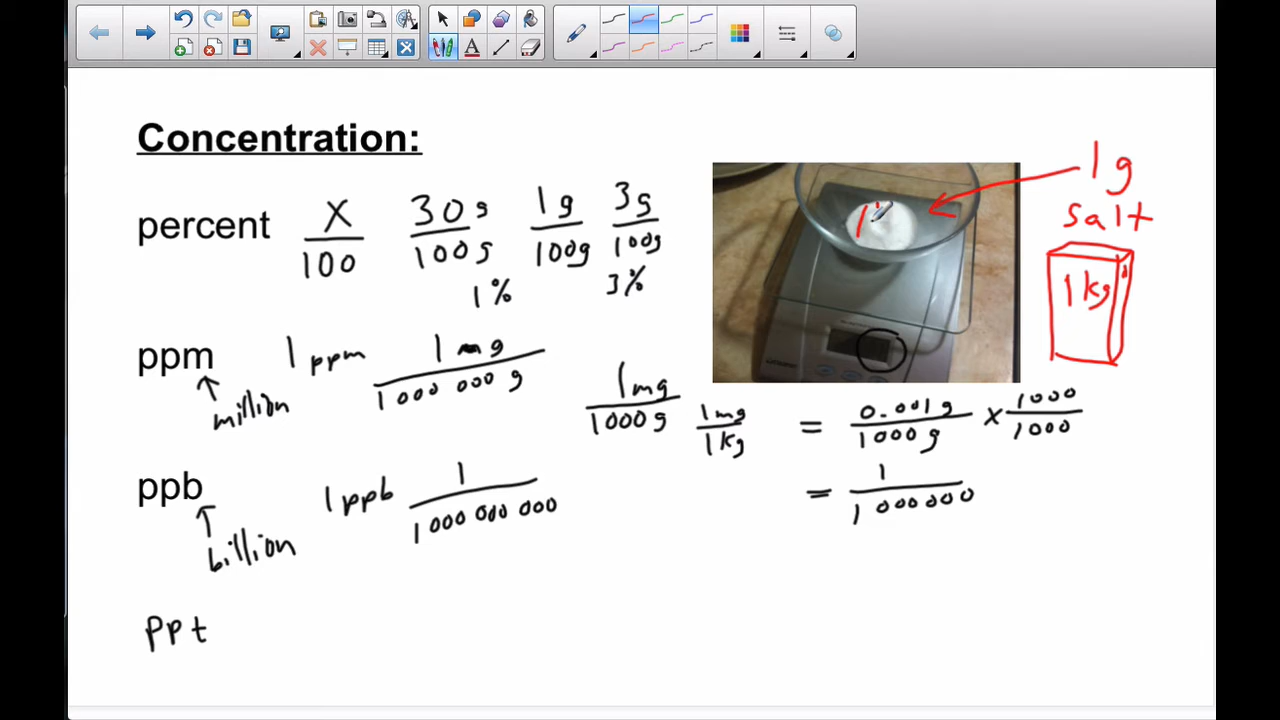 Concentration:
percent X/100 30g/100g 1g/100g 3g/100g
1% 3%
1g
salt
1kg
ppm 1 ppm 1 mg/1 000 000 g
million
1mg/1000g 1mg/1kg = 0.001g/1000g x 1000/1000
= 1/1 000 000
ppb 1 ppb 1/1 000 000 000
billion
ppt